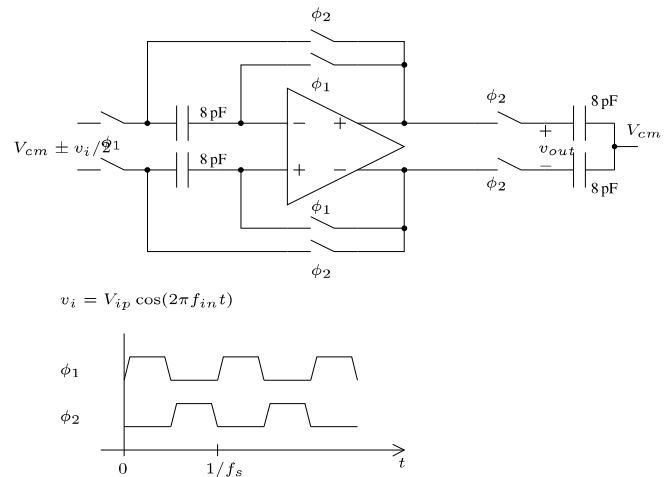 ϕ₂
ϕ₁
8 pF
ϕ₂
8 pF
− +
+
V_cm
V_cm ± v_i/2
ϕ₁
v_out
8 pF
+ −
−
ϕ₂
8 pF
ϕ₁
ϕ₂
v_i = V_ip cos(2πf_in t)
ϕ₁
ϕ₂
0
1/f_s
t